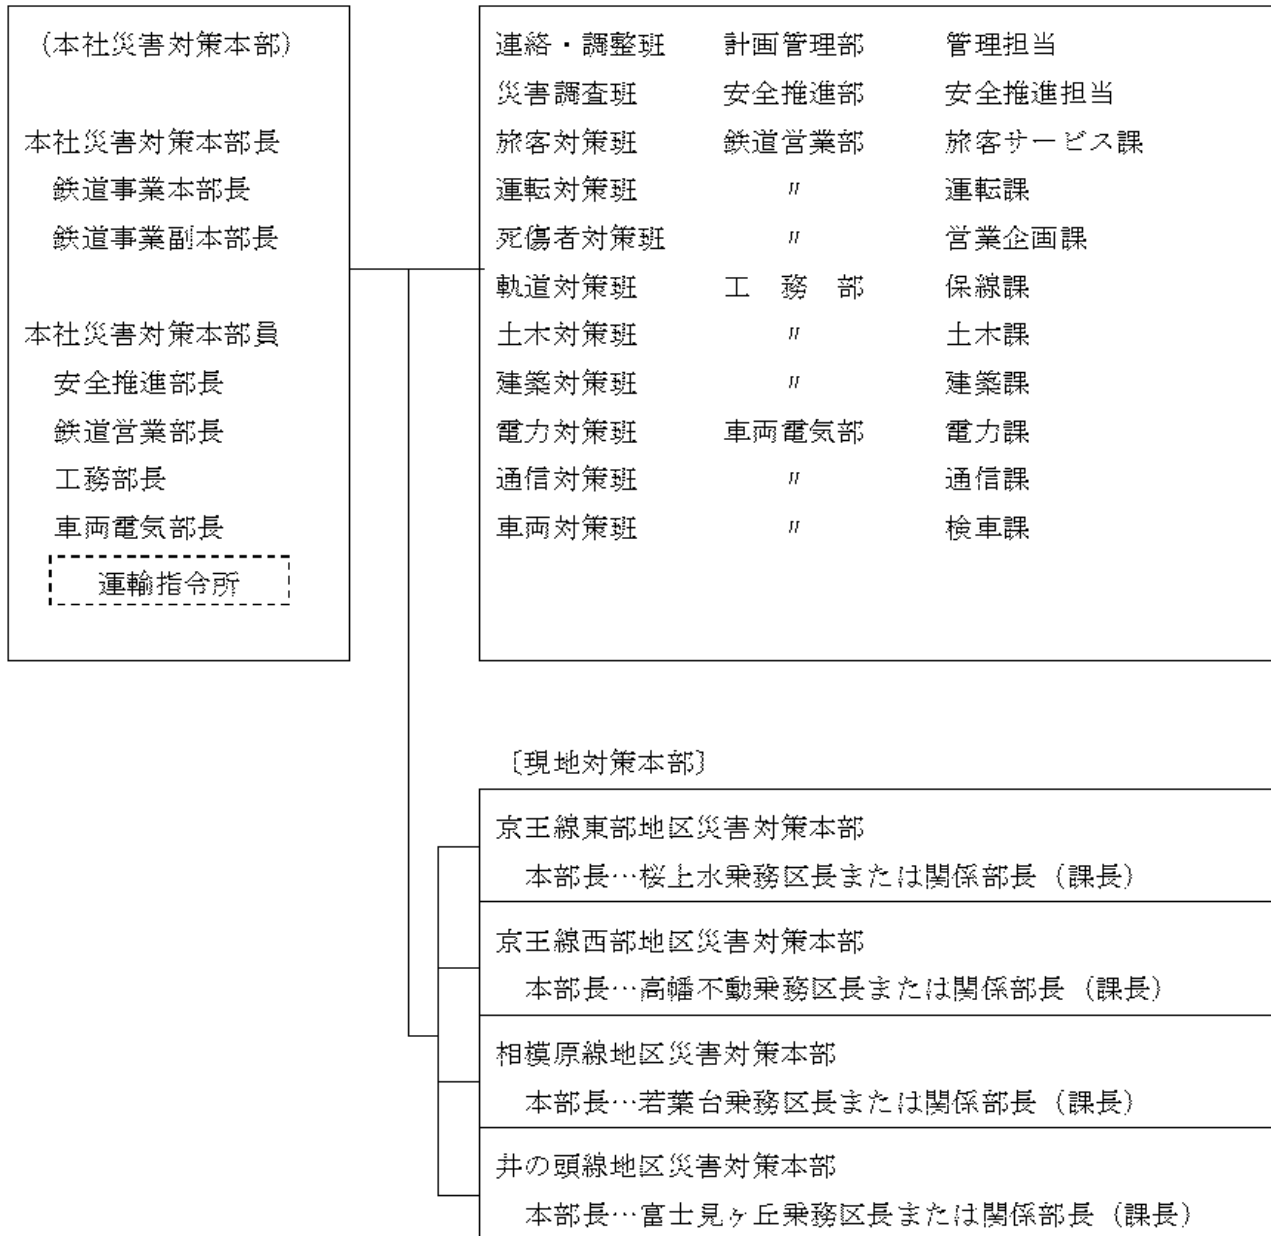 (本社災害対策本部)
本社災害対策本部長
鉄道事業本部長
鉄道事業副本部長
本社災害対策本部員
安全推進部長
鉄道営業部長
工務部長
車両電気部長
運輸指令所
連絡・調整班 計画管理部 管理担当
災害調査班 安全推進部 安全推進担当
旅客対策班 鉄道営業部 旅客サービス課
運転対策班 〃 運転課
死傷者対策班 〃 営業企画課
軌道対策班 工 務 部 保線課
土木対策班 〃 土木課
建築対策班 〃 建築課
電力対策班 車両電気部 電力課
通信対策班 〃 通信課
車両対策班 〃 検車課
〔現地対策本部〕
京王線東部地区災害対策本部
本部長…桜上水乗務区長または関係部長(課長)
京王線西部地区災害対策本部
本部長…高幡不動乗務区長または関係部長(課長)
相模原線地区災害対策本部
本部長…若葉台乗務区長または関係部長(課長)
井の頭線地区災害対策本部
本部長…富士見ヶ丘乗務区長または関係部長(課長)